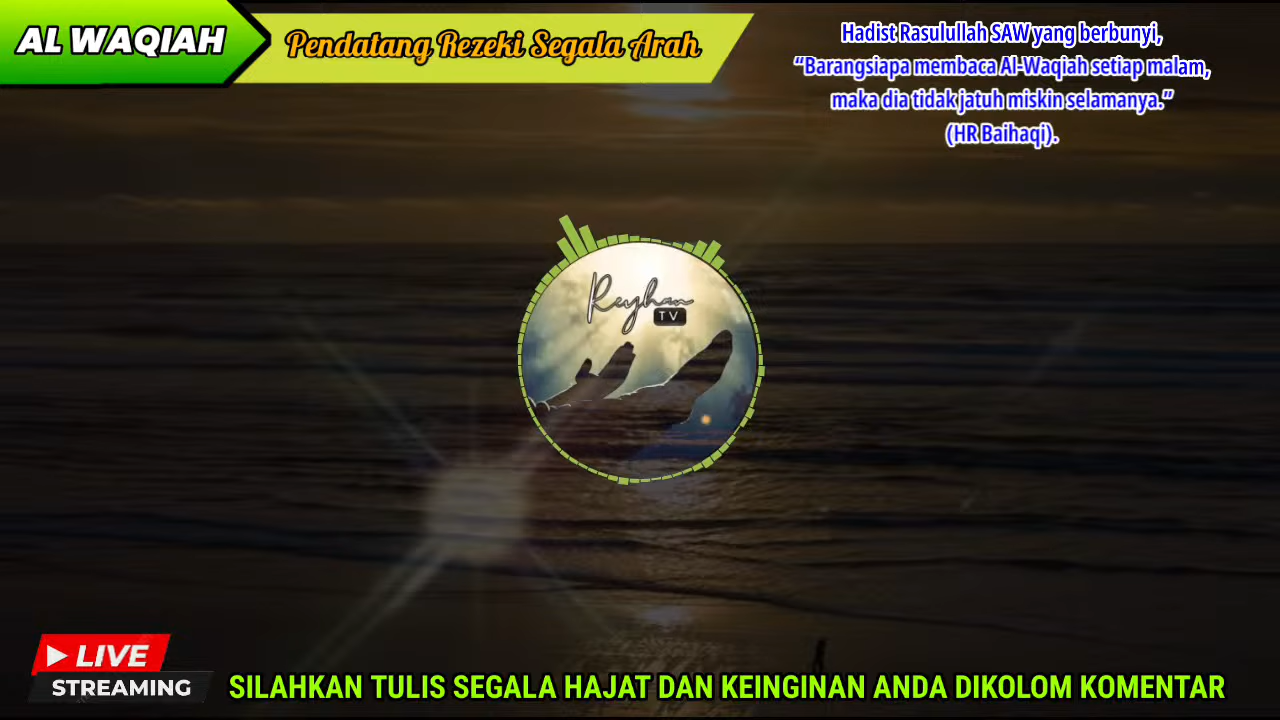 AL WAQIAH
Pendatang Rezeki Segala Arah
Hadist Rasulullah SAW yang berbunyi,
“Barangsiapa membaca Al-Waqiah setiap malam,
maka dia tidak jatuh miskin selamanya.”
(HR Baihaqi).
Reyhan
TV
LIVE
STREAMING
SILAHKAN TULIS SEGALA HAJAT DAN KEINGINAN ANDA DIKOLOM KOMENTAR